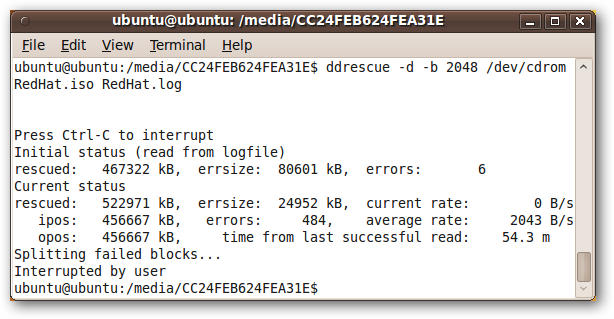 ubuntu@ubuntu: /media/CC24FEB624FEA31E
File Edit View Terminal Help
ubuntu@ubuntu:/media/CC24FEB624FEA31E$ ddrescue -d -b 2048 /dev/cdrom
RedHat.iso RedHat.log
Press Ctrl-C to interrupt
Initial status (read from logfile)
rescued:   467322 kB,  errsize:  80601 kB,  errors:       6
Current status
rescued:   522971 kB,  errsize:  24952 kB,  current rate:        0 B/s
   ipos:   456667 kB,   errors:     484,    average rate:     2043 B/s
   opos:   456667 kB,     time from last successful read:    54.3 m
Splitting failed blocks...
Interrupted by user
ubuntu@ubuntu:/media/CC24FEB624FEA31E$